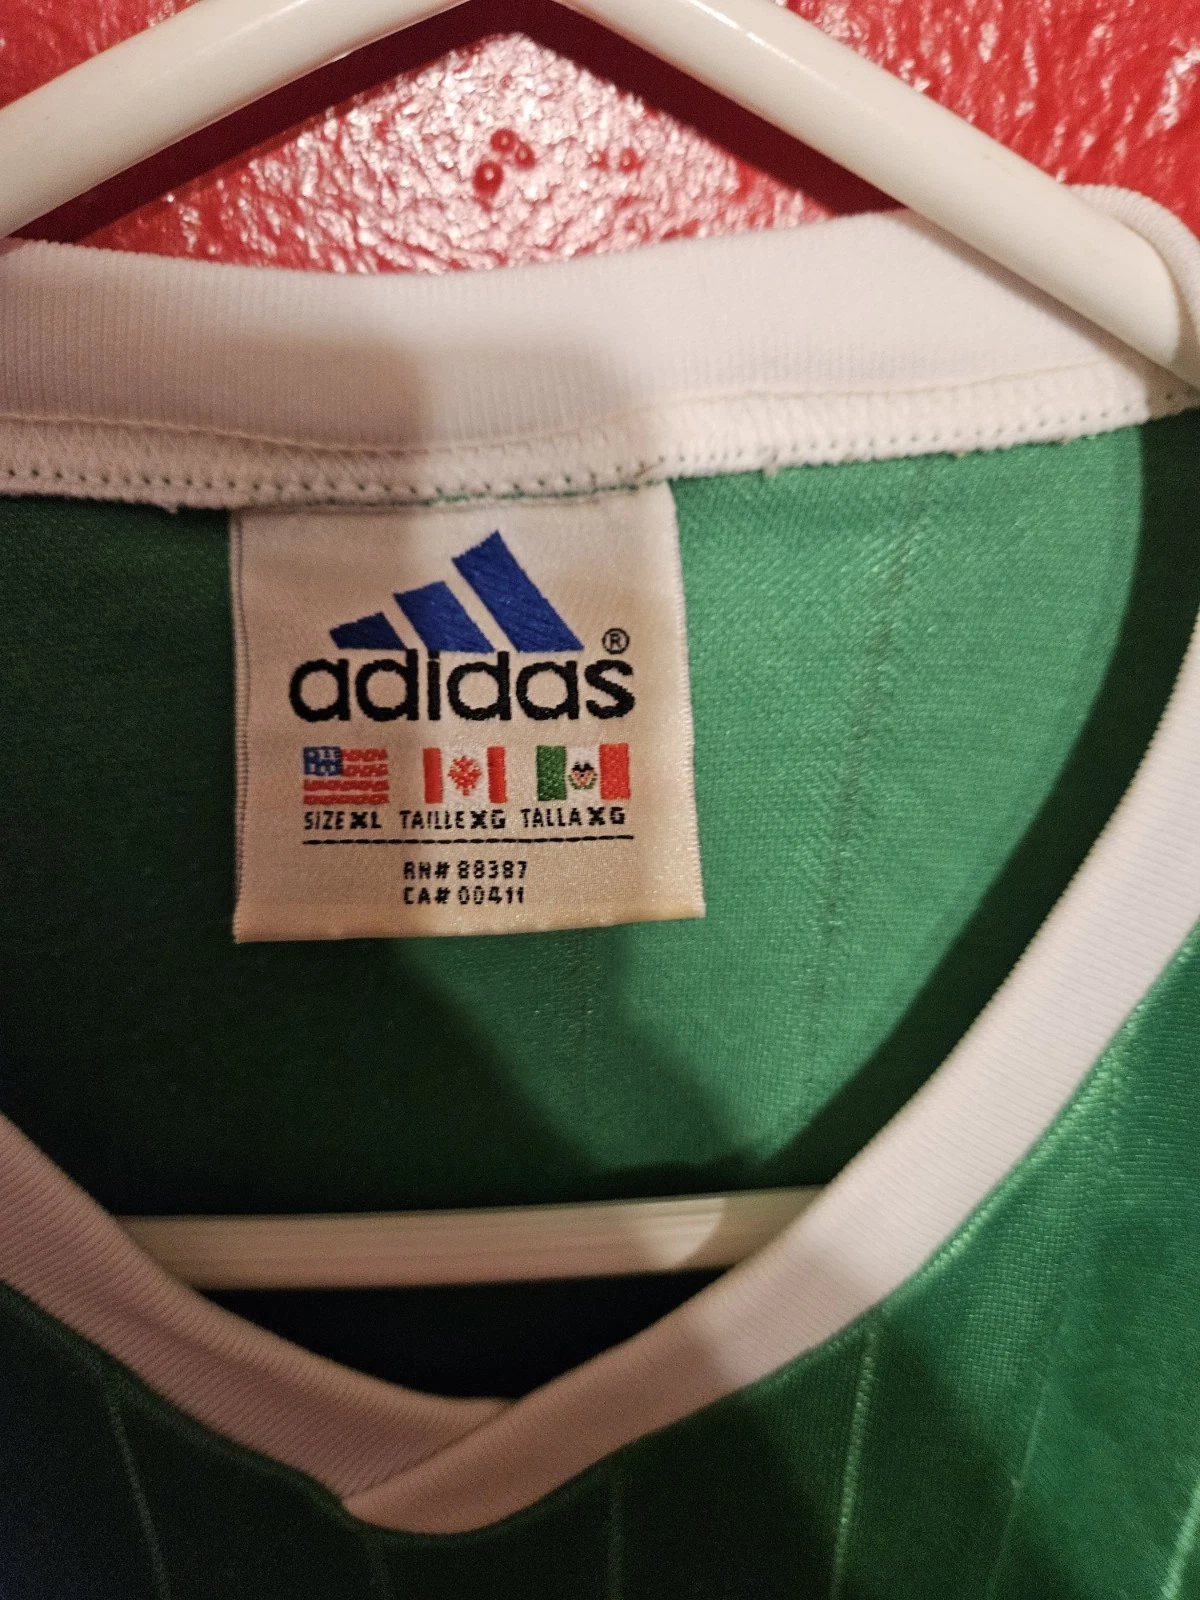 adidas®
SIZE XL TAILLE XG TALLA XG
RN# 88387
CA# 00411